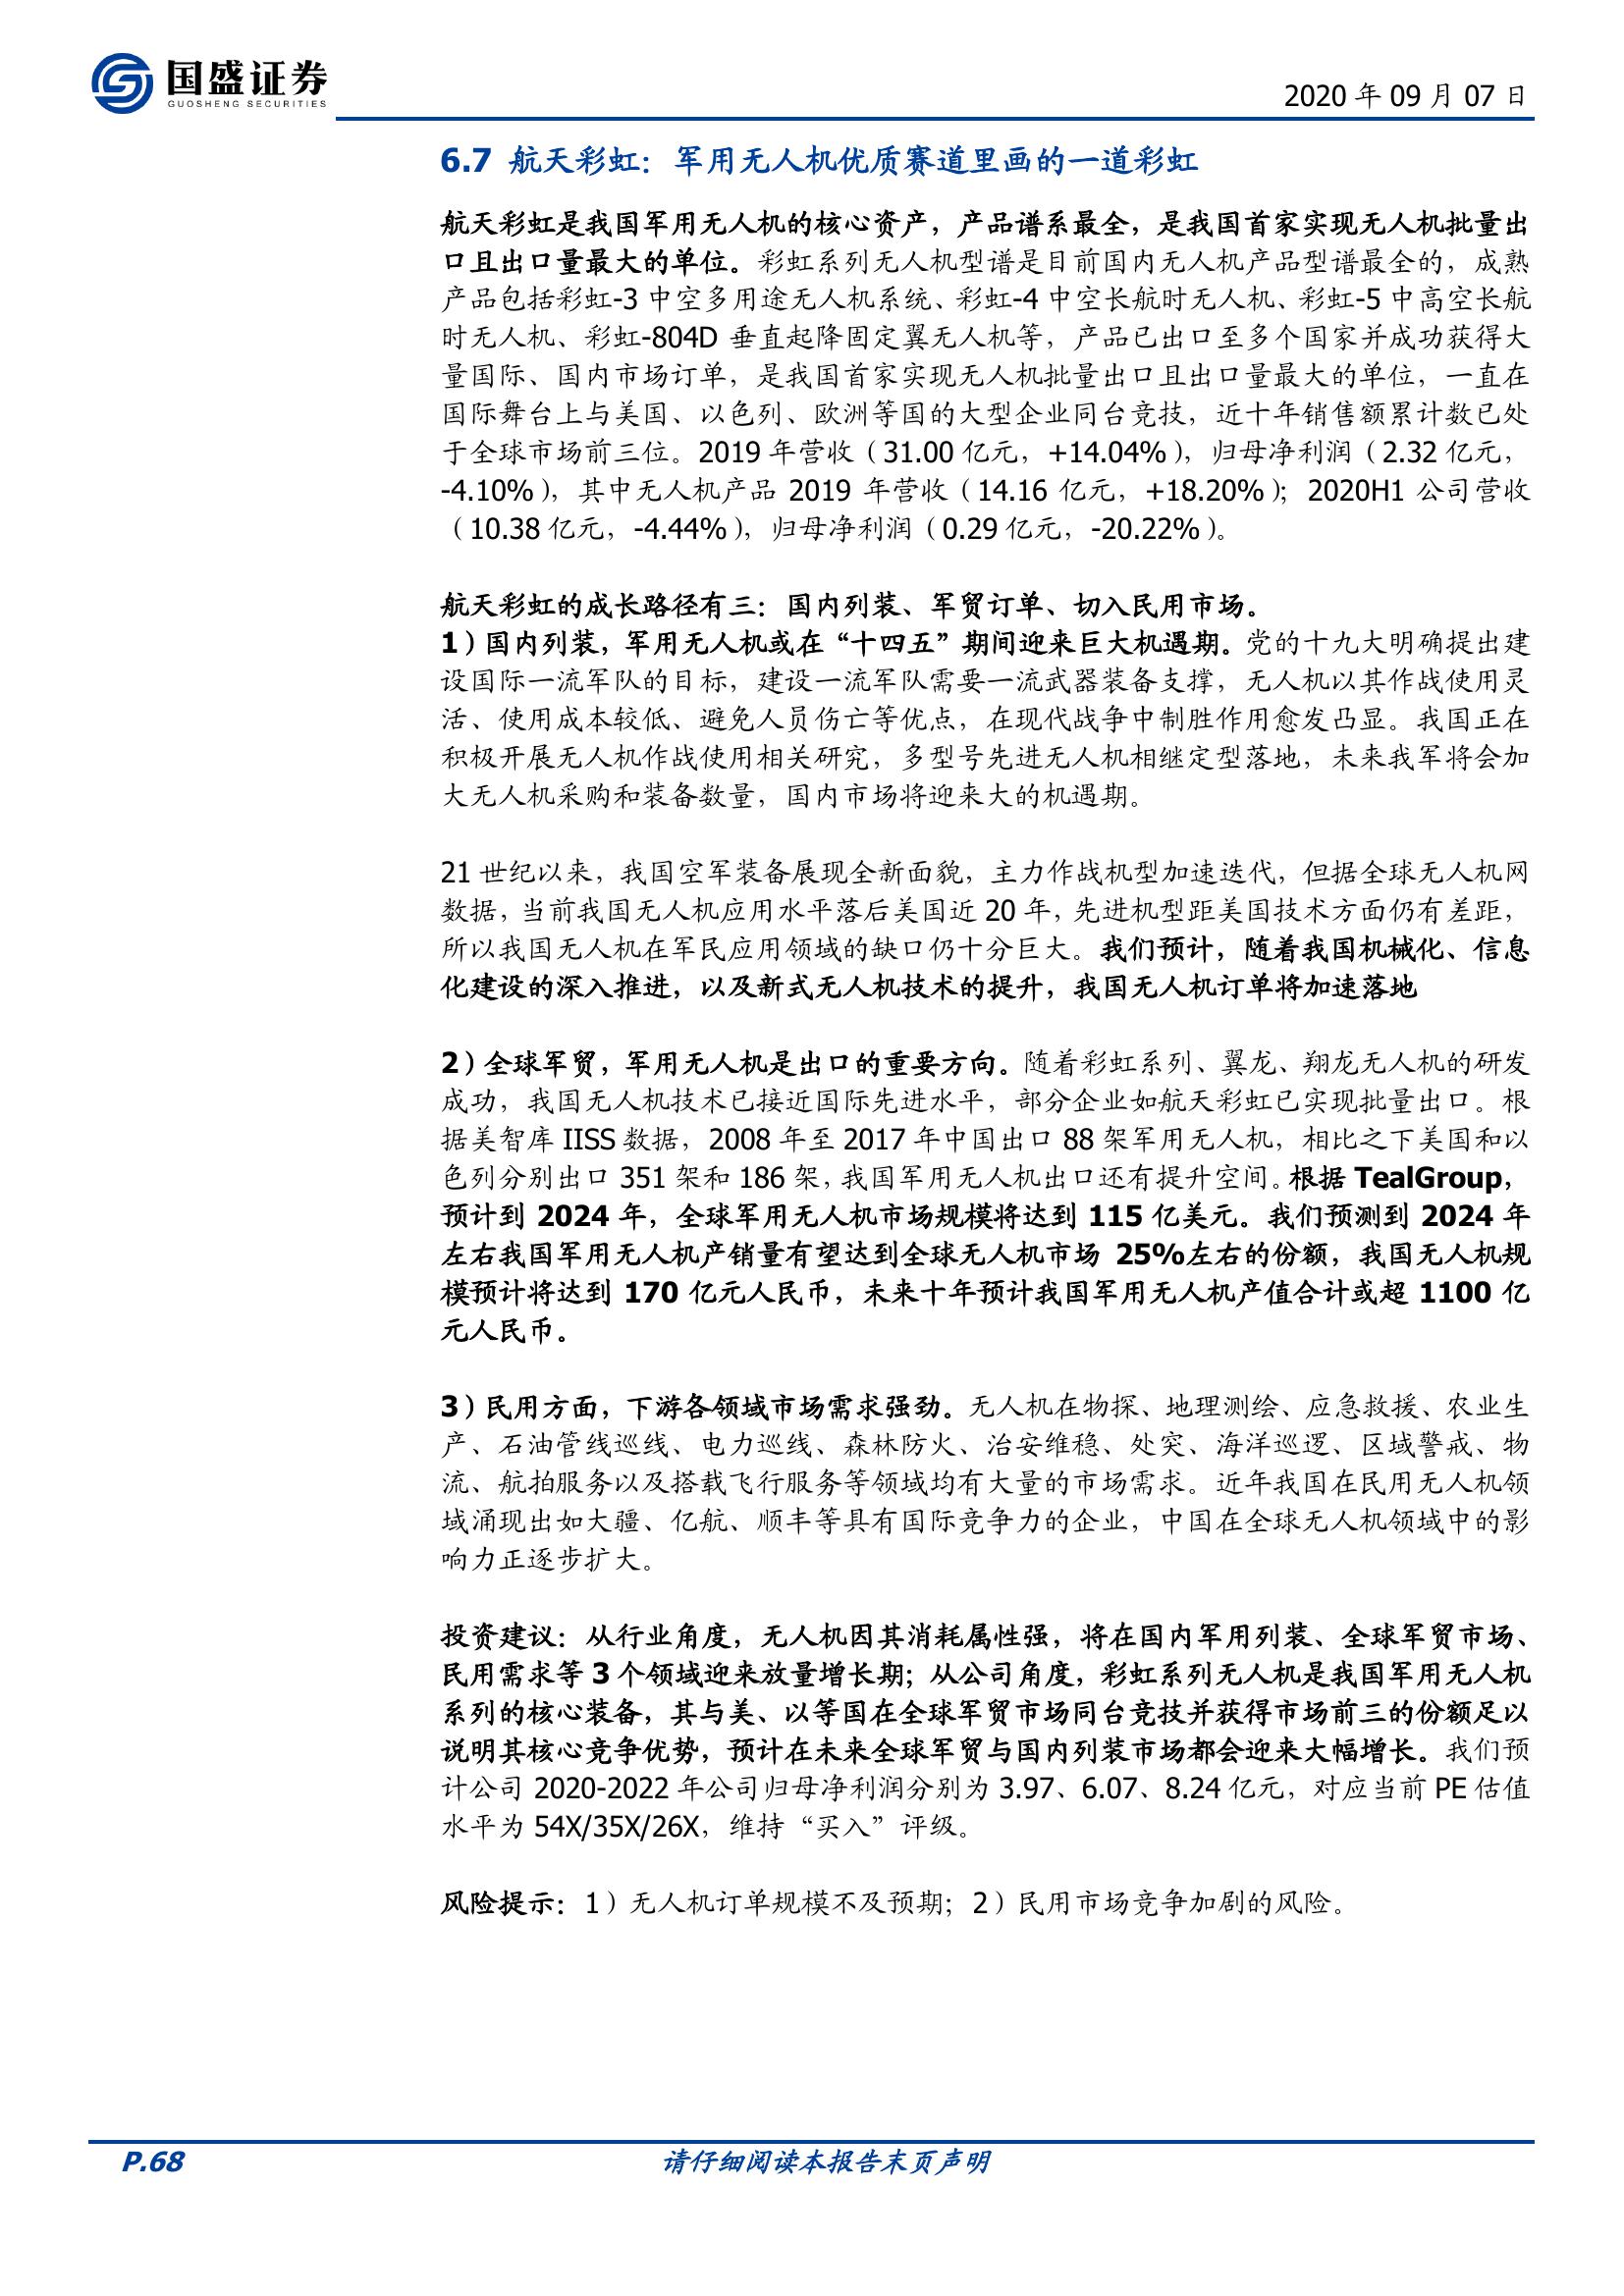 国盛证券
GUOSHENG SECURITIES
2020 年 09 月 07 日
6.7 航天彩虹：军用无人机优质赛道里画的一道彩虹
航天彩虹是我国军用无人机的核心资产，产品谱系最全，是我国首家实现无人机批量出
口且出口量最大的单位。彩虹系列无人机型谱是目前国内无人机产品型谱最全的，成熟
产品包括彩虹-3 中空多用途无人机系统、彩虹-4 中空长航时无人机、彩虹-5 中高空长航
时无人机、彩虹-804D 垂直起降固定翼无人机等，产品已出口至多个国家并成功获得大
量国际、国内市场订单，是我国首家实现无人机批量出口且出口量最大的单位，一直在
国际舞台上与美国、以色列、欧洲等国的大型企业同台竞技，近十年销售额累计数已处
于全球市场前三位。2019 年营收（31.00 亿元，+14.04%），归母净利润（2.32 亿元，
-4.10%），其中无人机产品 2019 年营收（14.16 亿元，+18.20%）；2020H1 公司营收
（10.38 亿元，-4.44%），归母净利润（0.29 亿元，-20.22%）。
航天彩虹的成长路径有三：国内列装、军贸订单、切入民用市场。
1）国内列装，军用无人机或在“十四五”期间迎来巨大机遇期。党的十九大明确提出建
设国际一流军队的目标，建设一流军队需要一流武器装备支撑，无人机以其作战使用灵
活、使用成本较低、避免人员伤亡等优点，在现代战争中制胜作用愈发凸显。我国正在
积极开展无人机作战使用相关研究，多型号先进无人机相继定型落地，未来我军将会加
大无人机采购和装备数量，国内市场将迎来大的机遇期。
21 世纪以来，我国空军装备展现全新面貌，主力作战机型加速迭代，但据全球无人机网
数据，当前我国无人机应用水平落后美国近 20 年，先进机型距美国技术方面仍有差距，
所以我国无人机在军民应用领域的缺口仍十分巨大。我们预计，随着我国机械化、信息
化建设的深入推进，以及新式无人机技术的提升，我国无人机订单将加速落地
2）全球军贸，军用无人机是出口的重要方向。随着彩虹系列、翼龙、翔龙无人机的研发
成功，我国无人机技术已接近国际先进水平，部分企业如航天彩虹已实现批量出口。根
据美智库 IISS 数据，2008 年至 2017 年中国出口 88 架军用无人机，相比之下美国和以
色列分别出口 351 架和 186 架，我国军用无人机出口还有提升空间。根据 TealGroup，
预计到 2024 年，全球军用无人机市场规模将达到 115 亿美元。我们预测到 2024 年
左右我国军用无人机产销量有望达到全球无人机市场 25%左右的份额，我国无人机规
模预计将达到 170 亿元人民币，未来十年预计我国军用无人机产值合计或超 1100 亿
元人民币。
3）民用方面，下游各领域市场需求强劲。无人机在物探、地理测绘、应急救援、农业生
产、石油管线巡线、电力巡线、森林防火、治安维稳、处突、海洋巡逻、区域警戒、物
流、航拍服务以及搭载飞行服务等领域均有大量的市场需求。近年我国在民用无人机领
域涌现出如大疆、亿航、顺丰等具有国际竞争力的企业，中国在全球无人机领域中的影
响力正逐步扩大。
投资建议：从行业角度，无人机因其消耗属性强，将在国内军用列装、全球军贸市场、
民用需求等 3 个领域迎来放量增长期；从公司角度，彩虹系列无人机是我国军用无人机
系列的核心装备，其与美、以等国在全球军贸市场同台竞技并获得市场前三的份额足以
说明其核心竞争优势，预计在未来全球军贸与国内列装市场都会迎来大幅增长。我们预
计公司 2020-2022 年公司归母净利润分别为 3.97、6.07、8.24 亿元，对应当前 PE 估值
水平为 54X/35X/26X，维持“买入”评级。
风险提示：1）无人机订单规模不及预期；2）民用市场竞争加剧的风险。
P.68
请仔细阅读本报告末页声明